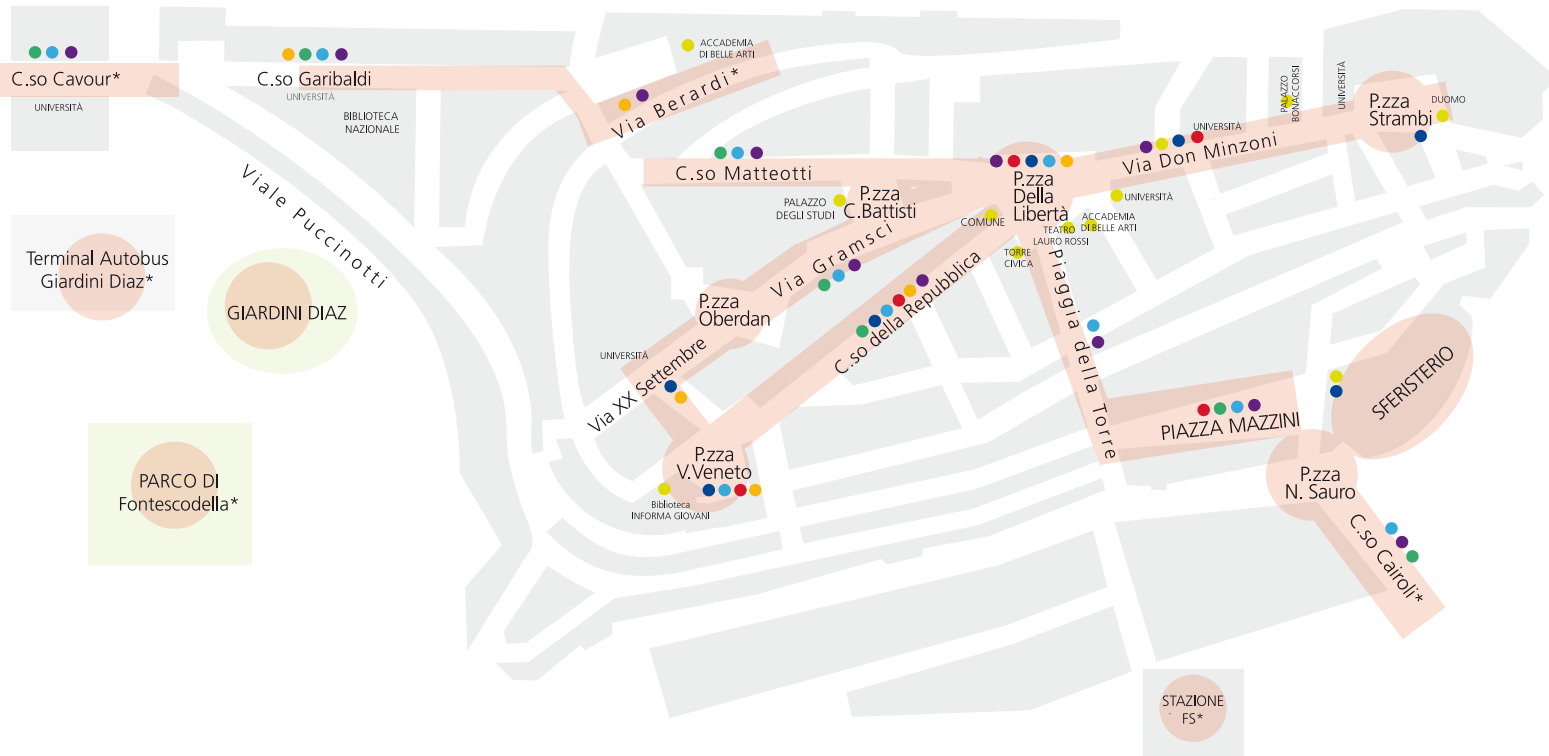 C.so Cavour*
UNIVERSITÀ
C.so Garibaldi
UNIVERSITÀ
BIBLIOTECA
NAZIONALE
ACCADEMIA
DI BELLE ARTI
Via Berardi*
C.so Matteotti
Viale Puccinotti
PALAZZO
DEGLI STUDI
P.zza
C.Battisti
P.zza
Della
Libertà
COMUNE
TORRE
CIVICA
TEATRO
LAURO ROSSI
ACCADEMIA
DI BELLE ARTI
UNIVERSITÀ
UNIVERSITÀ
Via Don Minzoni
PALAZZO
BONACCORSI
UNIVERSITÀ
P.zza
Strambi
DUOMO
Terminal Autobus
Giardini Diaz*
GIARDINI DIAZ
Via Gramsci
P.zza
Oberdan
C.so della Repubblica
Piaggia della Torre
UNIVERSITÀ
Via XX Settembre
P.zza
V.Veneto
Biblioteca
INFORMA GIOVANI
PIAZZA MAZZINI
SFERISTERIO
PARCO DI
Fontescodella*
P.zza
N. Sauro
C.so Cairoli*
STAZIONE
FS*